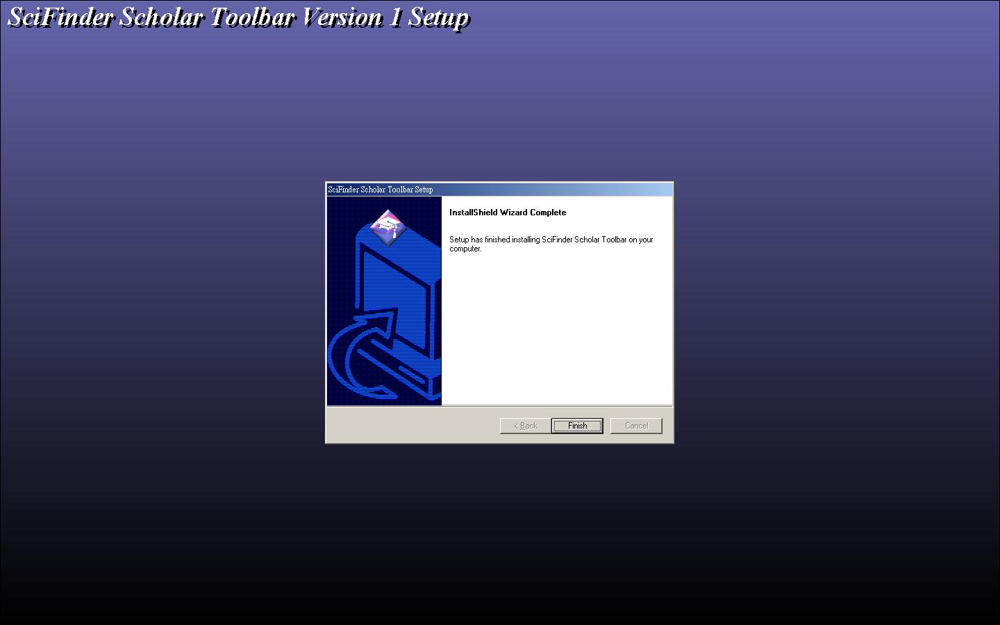 SciFinder Scholar Toolbar Version 1 Setup
SciFinder Scholar Toolbar Setup
InstallShield Wizard Complete
Setup has finished installing SciFinder Scholar Toolbar on your
computer.
< Back
Finish
Cancel